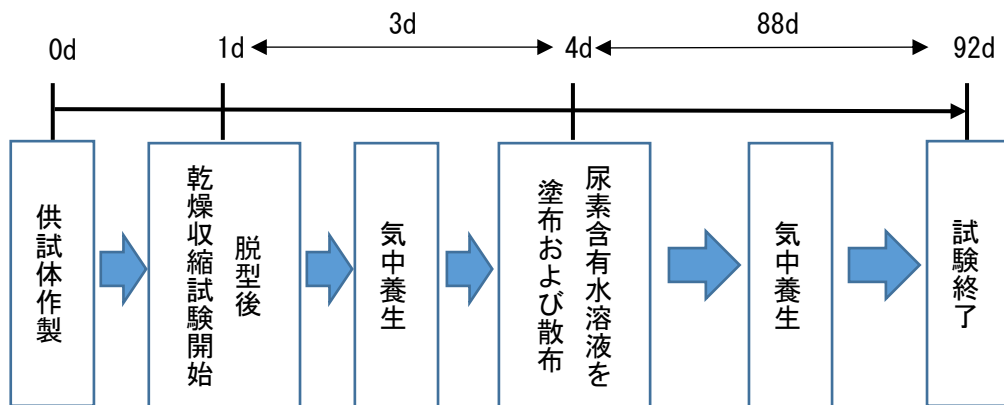 3d
88d
0d
1d
4d
92d
供試体作製
脱型後
乾燥収縮試験開始
気中養生
尿素含有水溶液を
塗布および散布
気中養生
試験終了